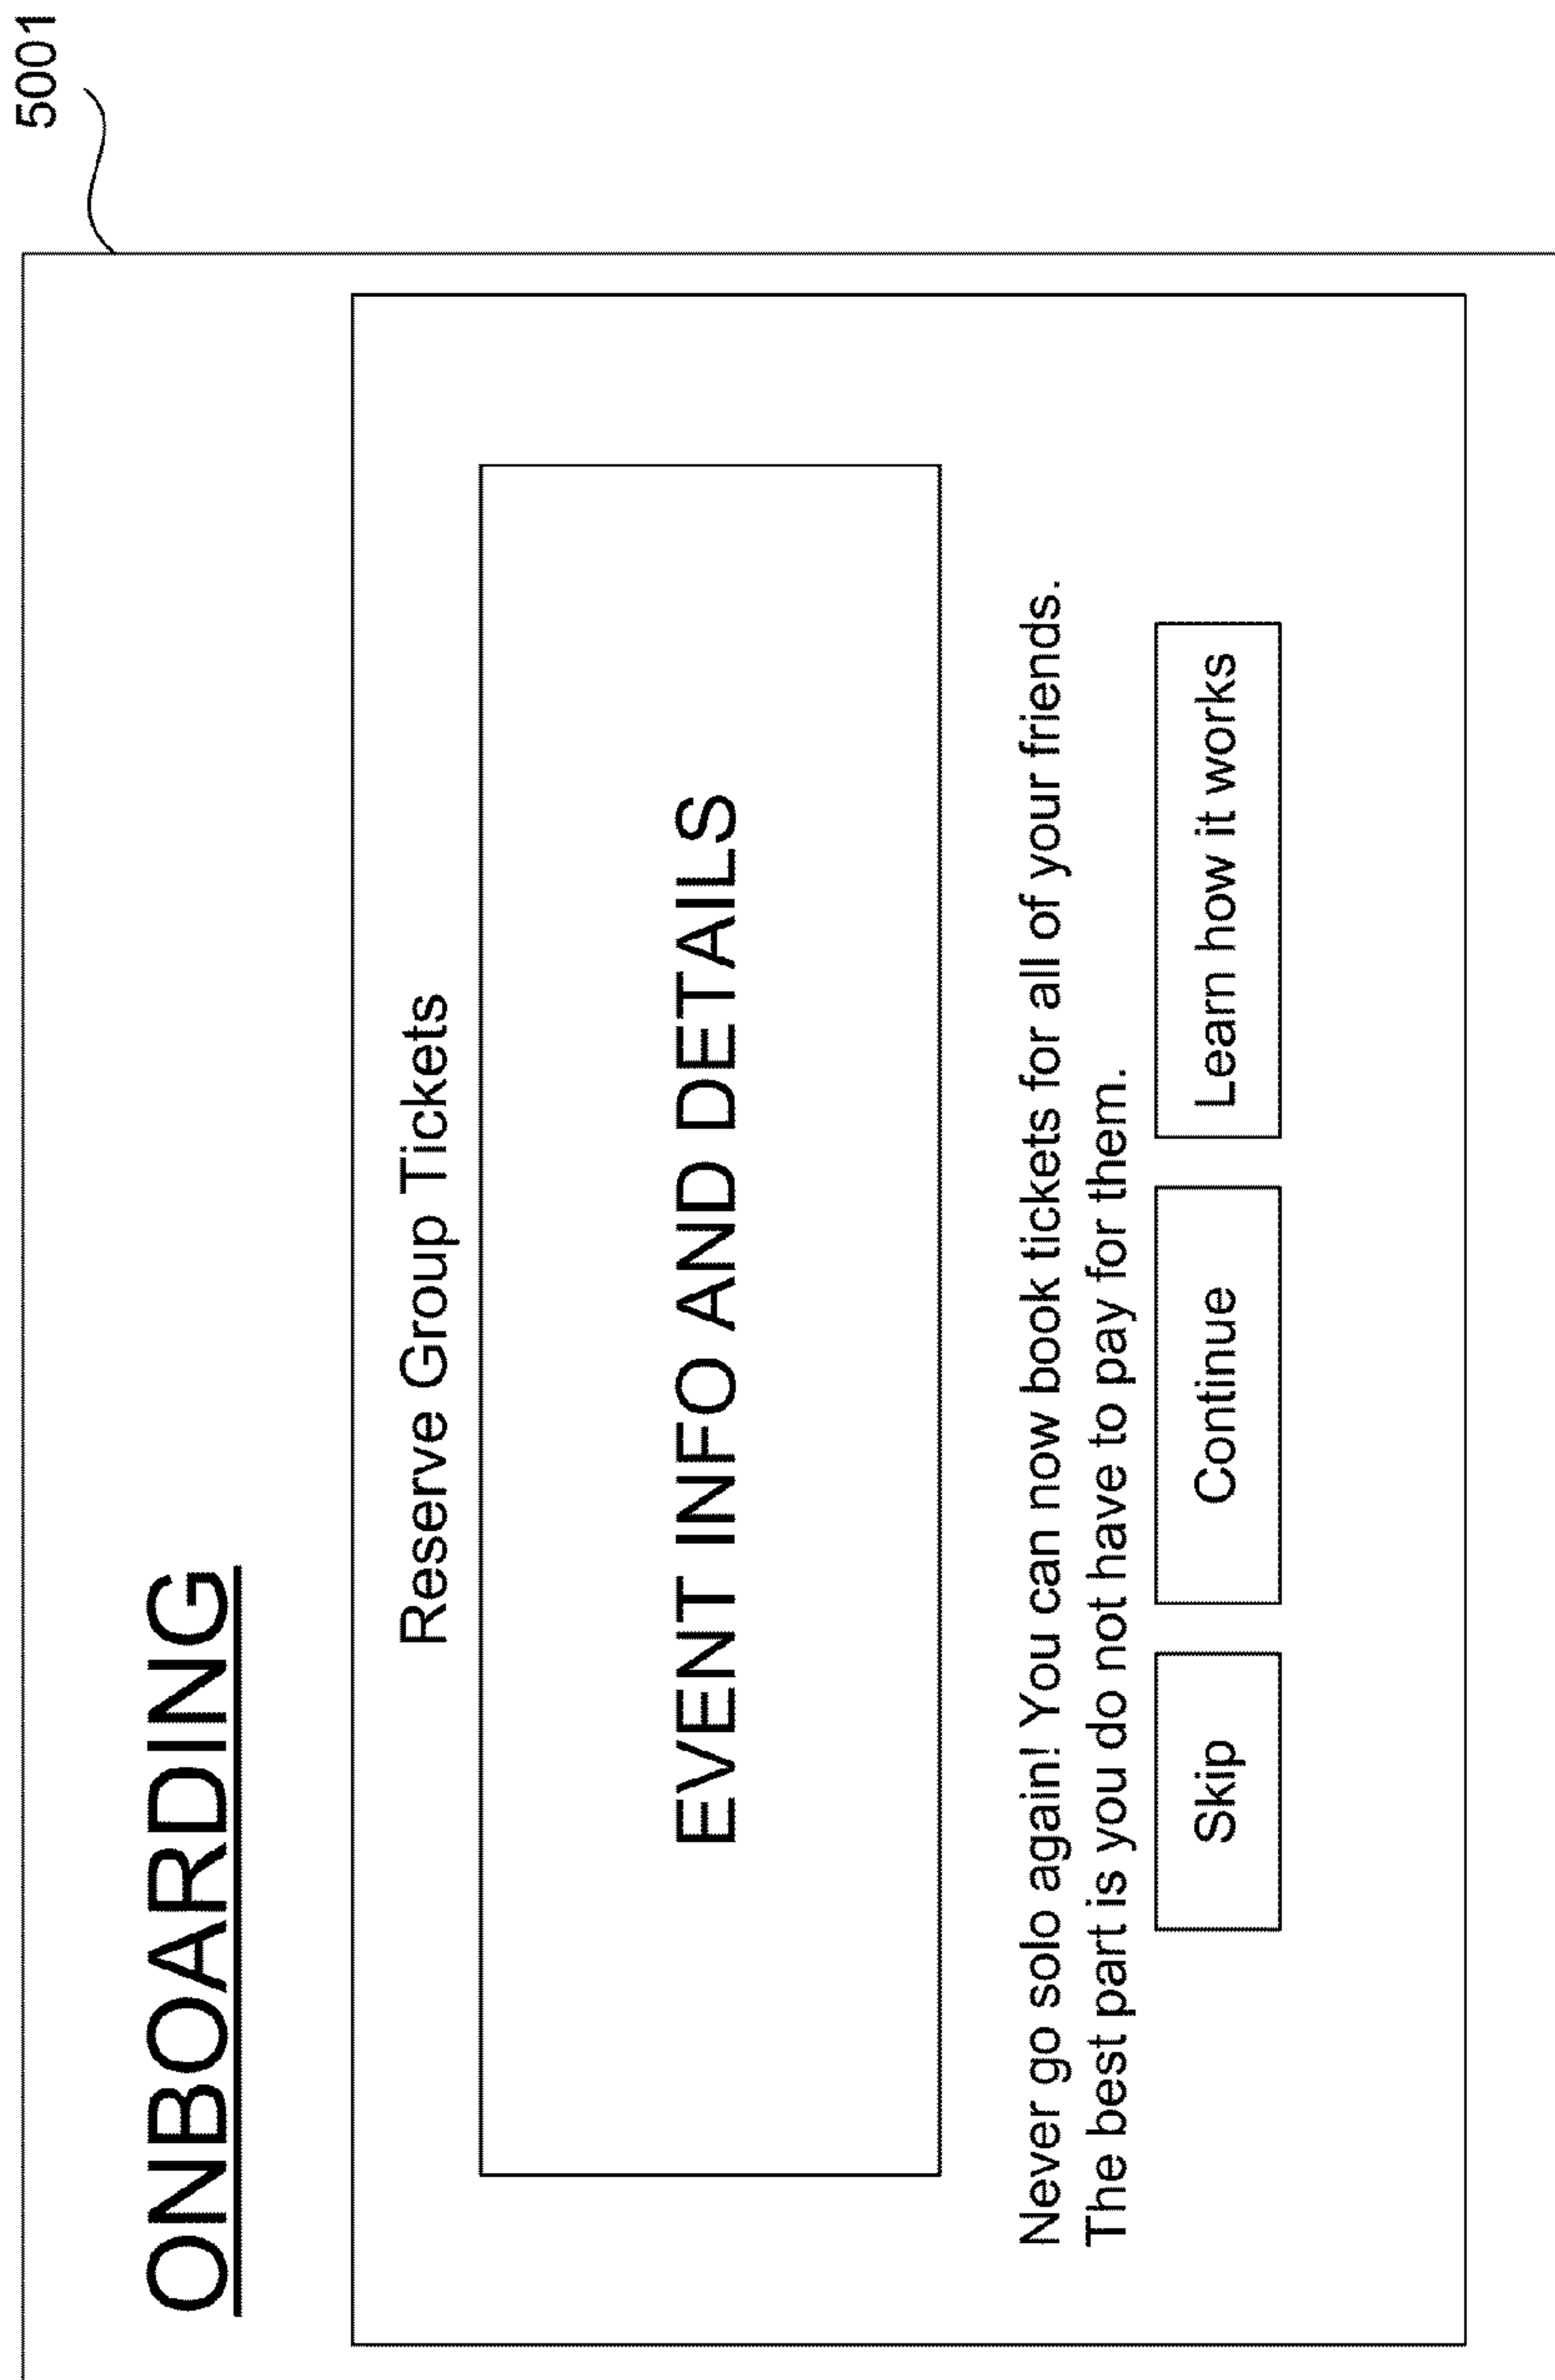 5001
ONBOARDING
Reserve Group Tickets
EVENT INFO AND DETAILS
Never go solo again! You can now book tickets for all of your friends.
The best part is you do not have to pay for them.
Skip
Continue
Learn how it works